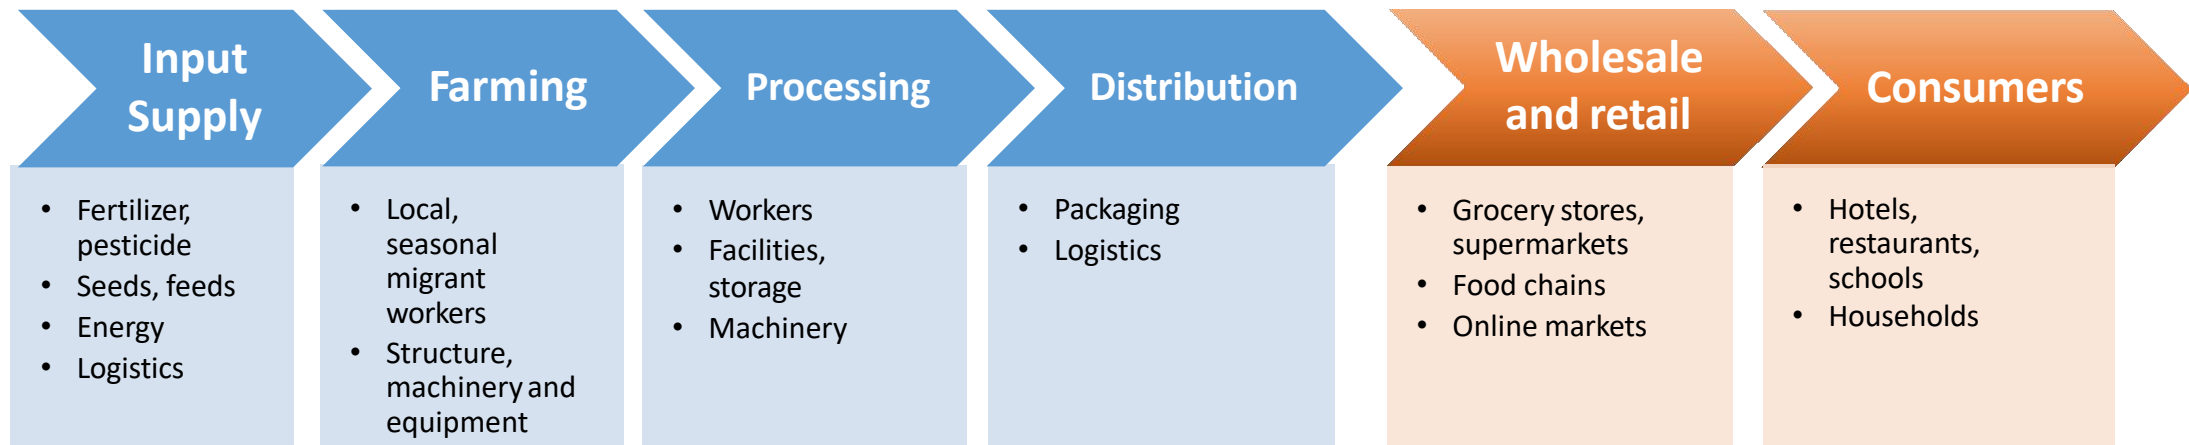 Input
Supply
Farming
Processing
Distribution
Wholesale
and retail
Consumers
• Fertilizer,
pesticide
• Seeds, feeds
• Energy
• Logistics
• Local,
seasonal
migrant
workers
• Structure,
machinery and
equipment
• Workers
• Facilities,
storage
• Machinery
• Packaging
• Logistics
• Grocery stores,
supermarkets
• Food chains
• Online markets
• Hotels,
restaurants,
schools
• Households